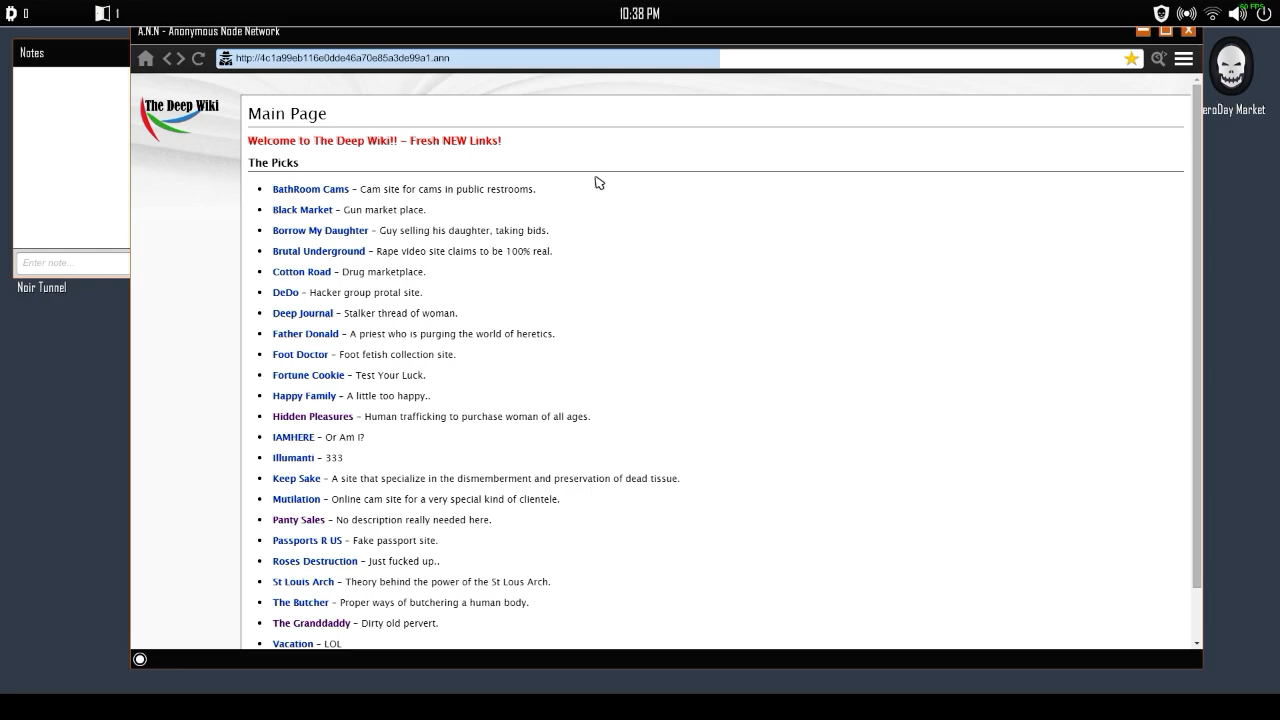 0
1
10:38 PM
60 FPS
A.N.N - Anonymous Node Network
Notes
http://4c1a99eb116e0dde46a70e85a3de99a1.ann
The Deep Wiki
eroDay Market
Main Page
Welcome to The Deep Wiki!! - Fresh NEW Links!
The Picks
BathRoom Cams - Cam site for cams in public restrooms.
Black Market - Gun market place.
Borrow My Daughter - Guy selling his daughter, taking bids.
Brutal Underground - Rape video site claims to be 100% real.
Enter note...
Cotton Road - Drug marketplace.
Noir Tunnel
DeDo - Hacker group protal site.
Deep Journal - Stalker thread of woman.
Father Donald - A priest who is purging the world of heretics.
Foot Doctor - Foot fetish collection site.
Fortune Cookie - Test Your Luck.
Happy Family - A little too happy..
Hidden Pleasures - Human trafficking to purchase woman of all ages.
IAMHERE - Or Am I?
Illumanti - 333
Keep Sake - A site that specialize in the dismemberment and preservation of dead tissue.
Mutilation - Online cam site for a very special kind of clientele.
Panty Sales - No description really needed here.
Passports R US - Fake passport site.
Roses Destruction - Just fucked up..
St Louis Arch - Theory behind the power of the St Lous Arch.
The Butcher - Proper ways of butchering a human body.
The Granddaddy - Dirty old pervert.
Vacation - LOL